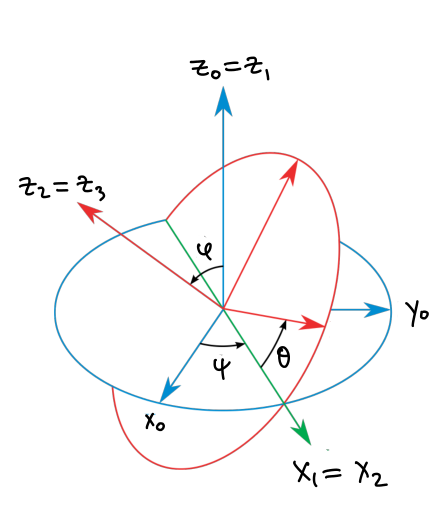 z₀=z₁
z₂=z₃
φ
y₀
ψ
θ
x₀
x₁= x₂